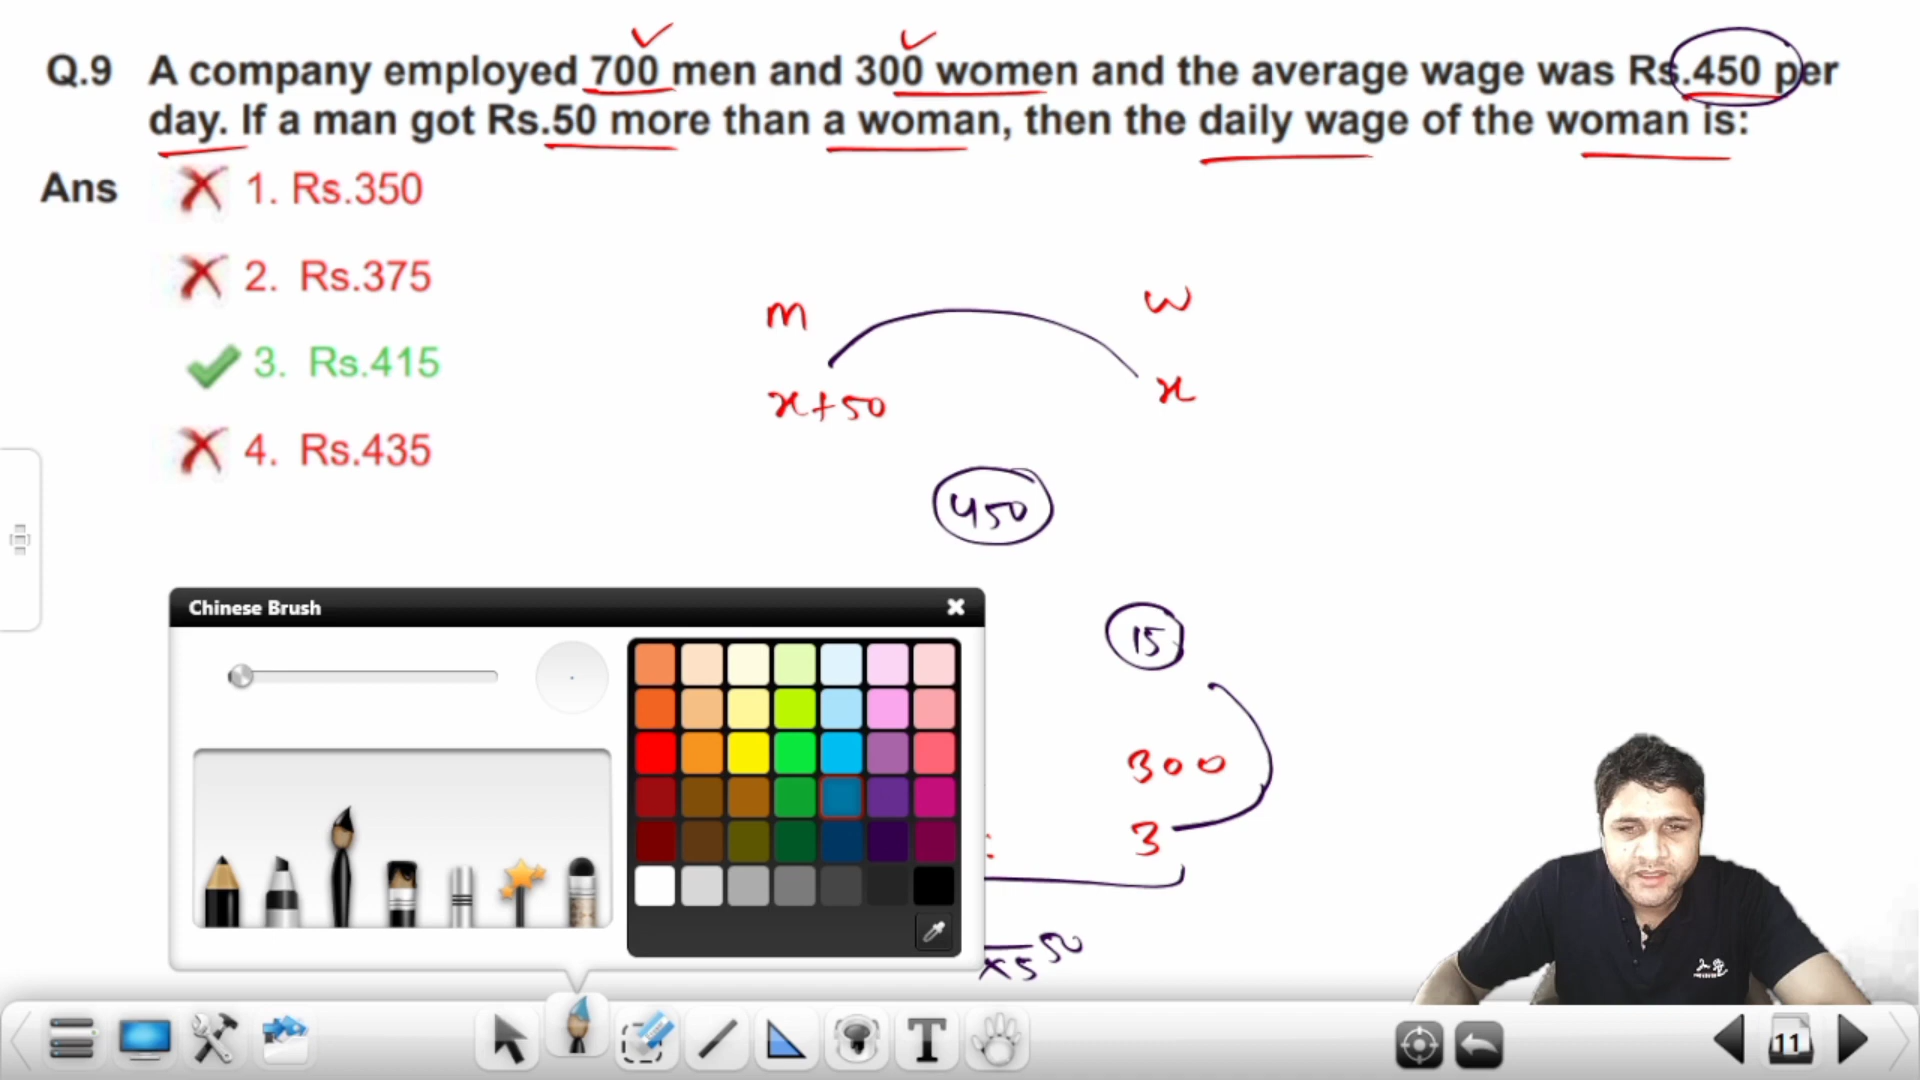 Q.9 A company employed 700 men and 300 women and the average wage was Rs.450 per
day. If a man got Rs.50 more than a woman, then the daily wage of the woman is:
Ans 1. Rs.350
2. Rs.375
3. Rs.415
4. Rs.435
m w
x+50 x
450
Chinese Brush
15
300
3
x5 50
T
11